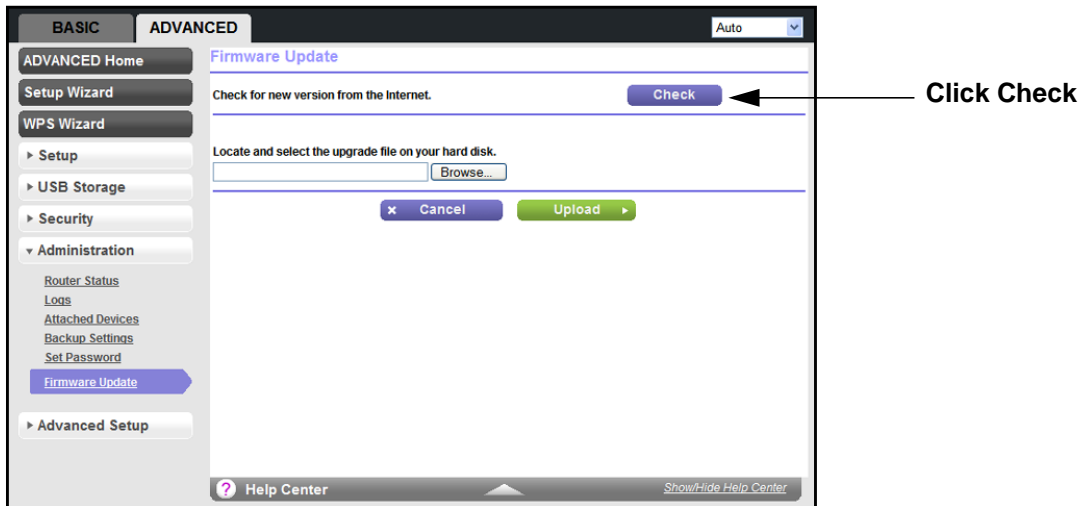 BASIC
ADVANCED
Auto
ADVANCED Home
Setup Wizard
WPS Wizard
Setup
USB Storage
Security
Administration
Router Status
Logs
Attached Devices
Backup Settings
Set Password
Firmware Update
Advanced Setup
Firmware Update
Check for new version from the Internet.
Check
Click Check
Locate and select the upgrade file on your hard disk.
Browse...
x Cancel
Upload
? Help Center
Show/Hide Help Center